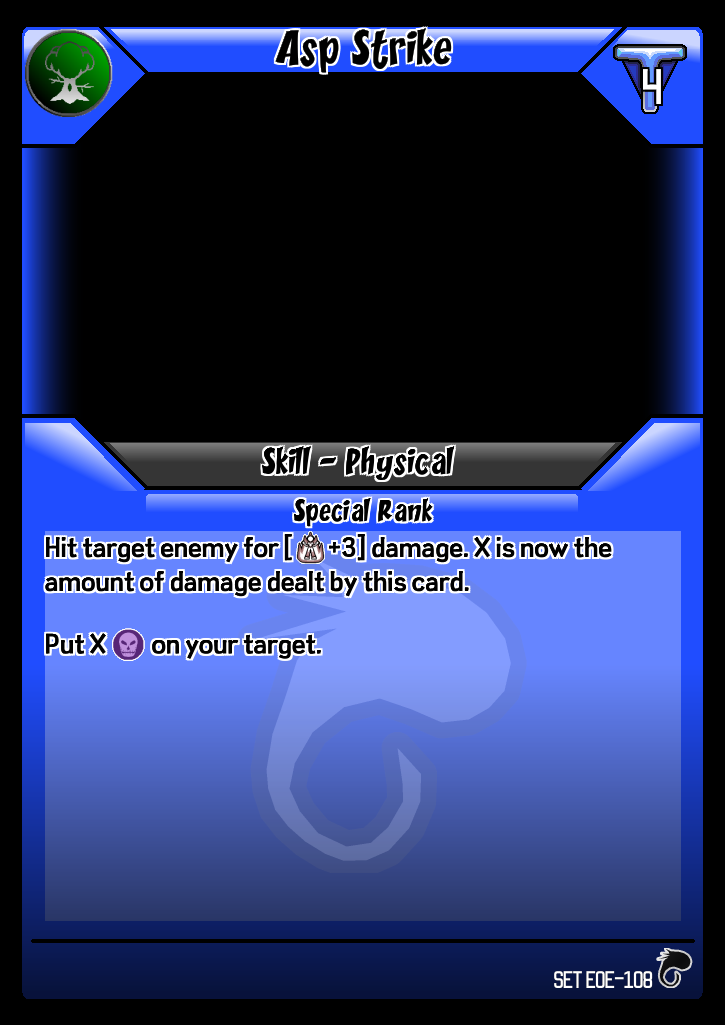 Asp Strike
4
Skill - Physical
Special Rank
Hit target enemy for [ +3] damage. X is now the
amount of damage dealt by this card.
Put X on your target.
SET EOE-108